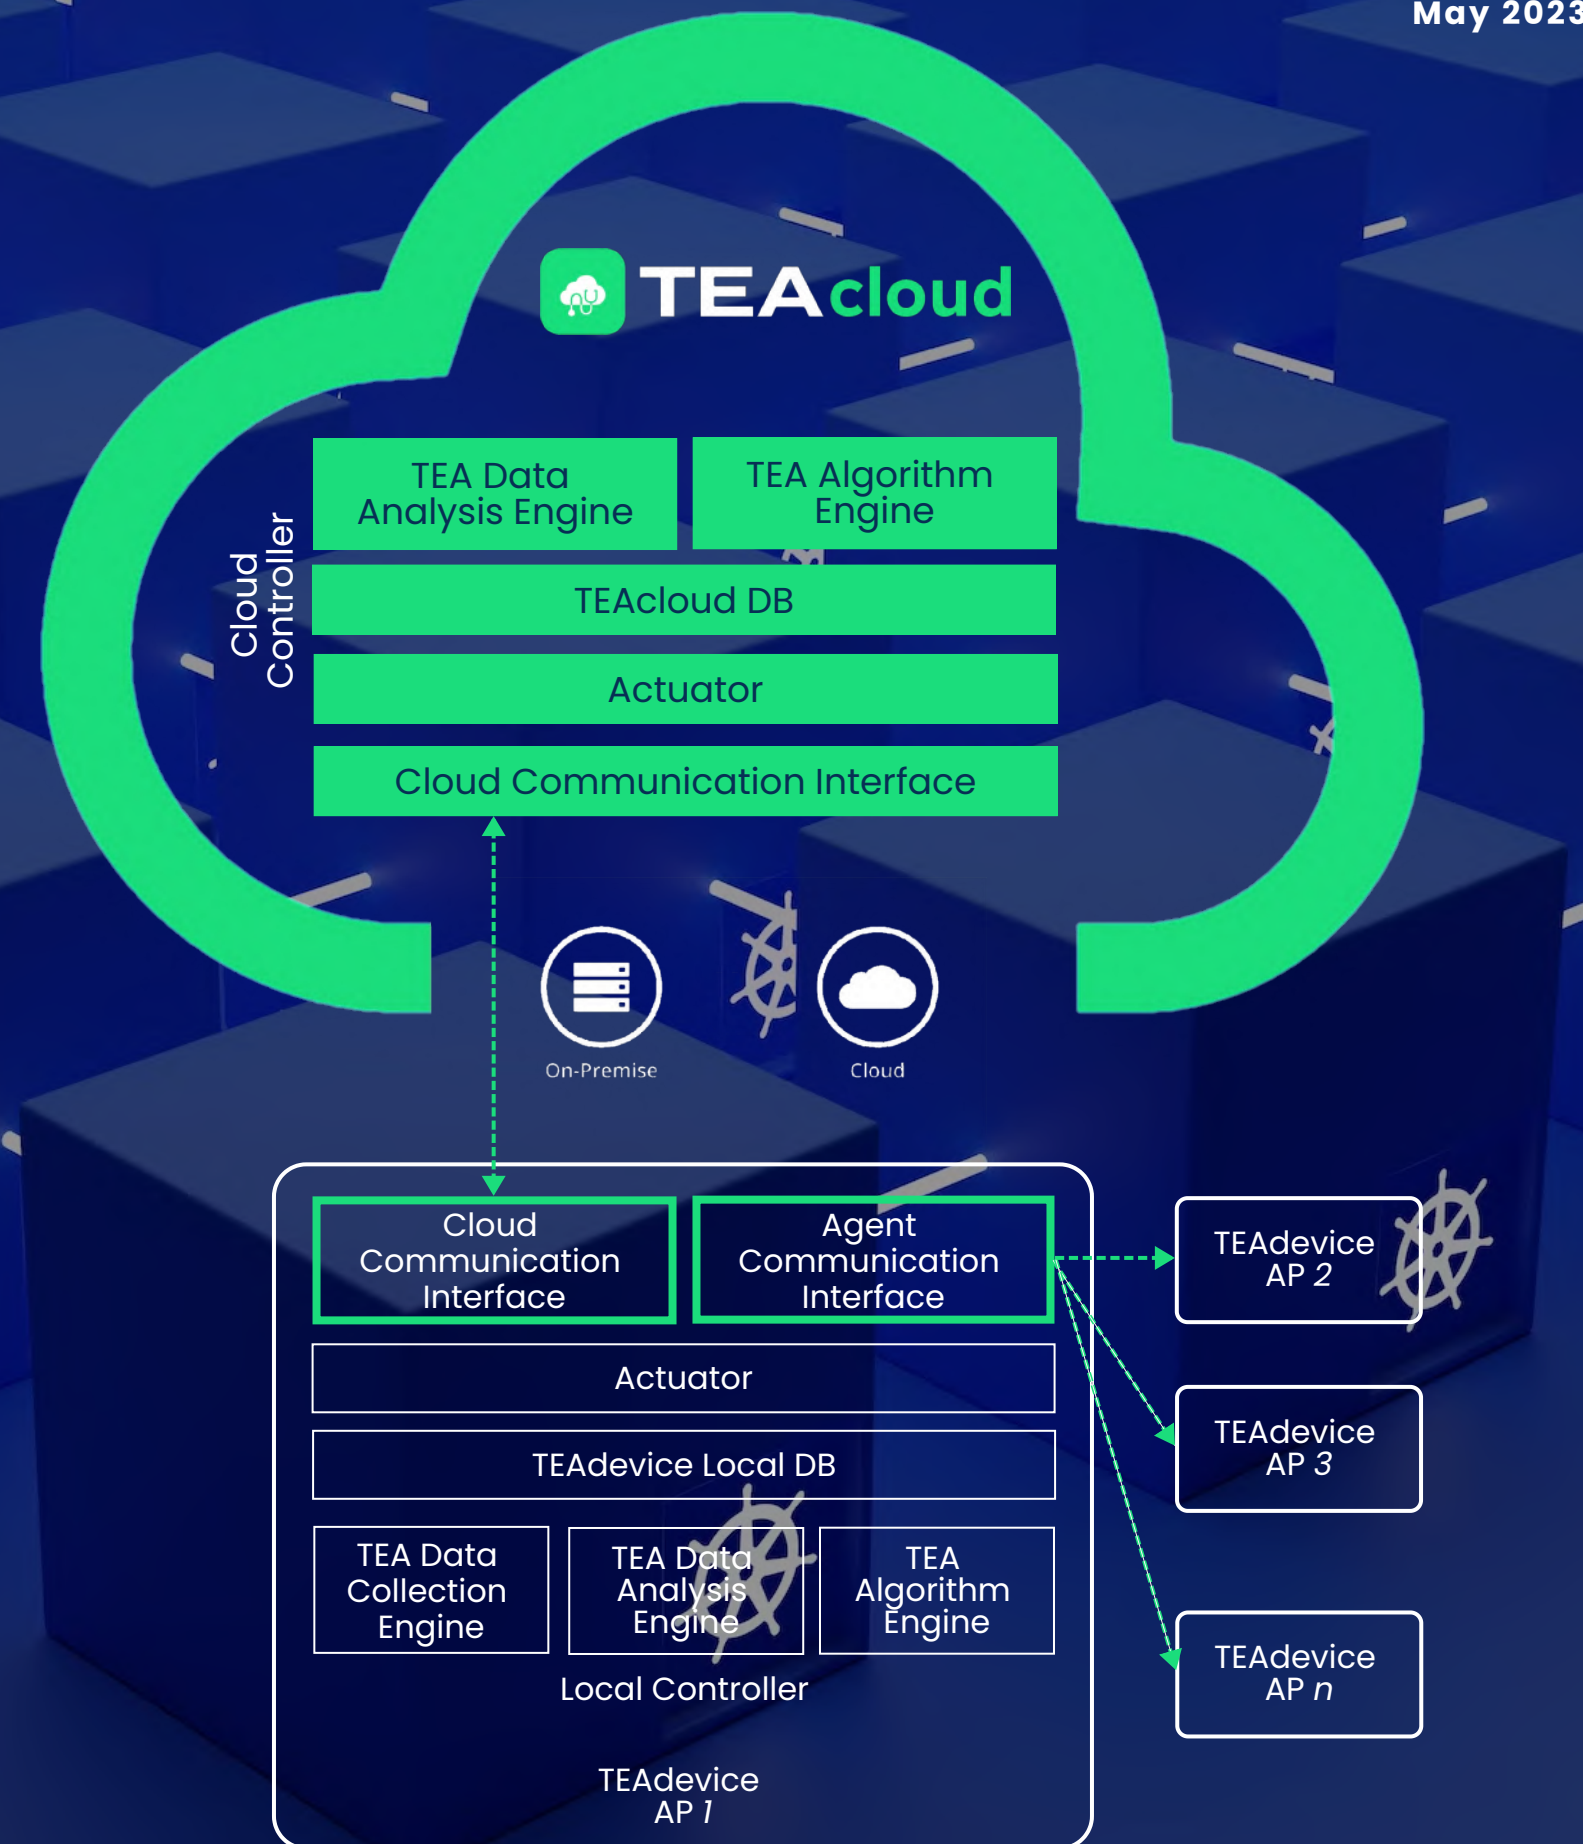 May 2023
TEAcloud
Cloud
Controller
TEA Data
Analysis Engine
TEA Algorithm
Engine
TEAcloud DB
Actuator
Cloud Communication Interface
On-Premise
Cloud
Cloud
Communication
Interface
Agent
Communication
Interface
TEAdevice
AP 2
Actuator
TEAdevice
AP 3
TEAdevice Local DB
TEA Data
Collection
Engine
TEA Data
Analysis
Engine
TEA
Algorithm
Engine
Local Controller
TEAdevice
AP n
TEAdevice
AP 1